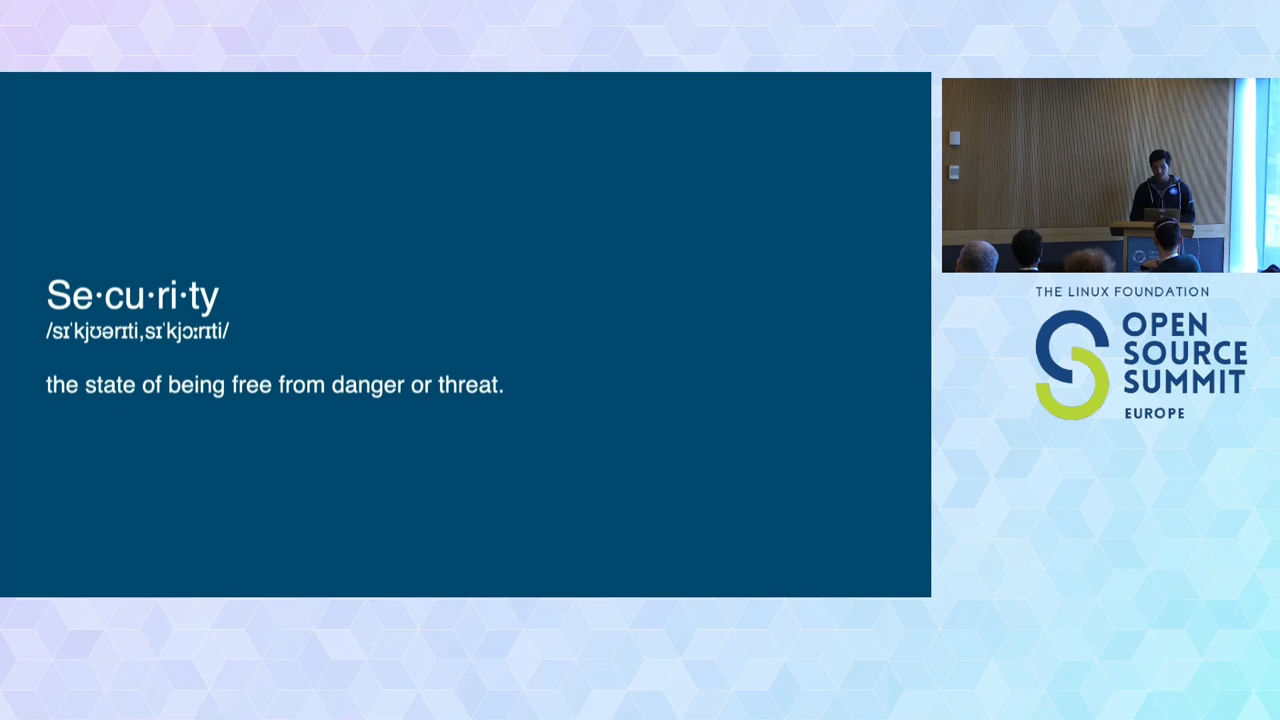 Se·cu·ri·ty
/sɪˈkjʊərɪti,sɪˈkjɔːrɪti/
the state of being free from danger or threat.
THE LINUX FOUNDATION
OPEN
SOURCE
SUMMIT
EUROPE